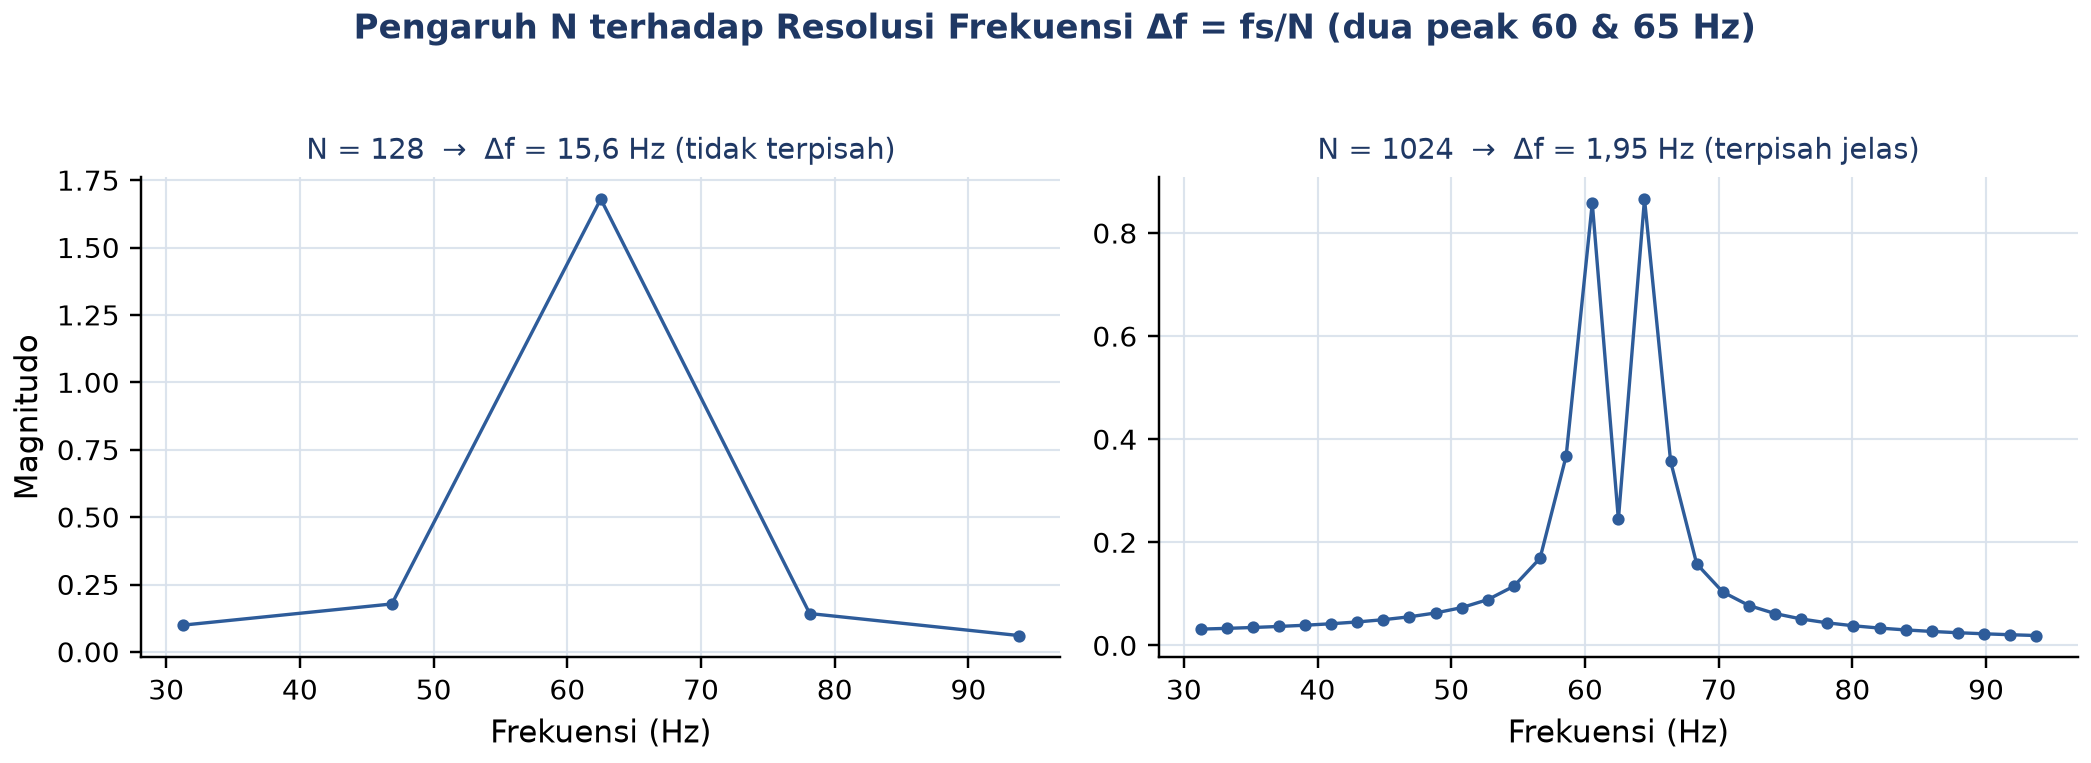 Pengaruh N terhadap Resolusi Frekuensi Δf = fs/N (dua peak 60 & 65 Hz)
N = 128 → Δf = 15,6 Hz (tidak terpisah)
1.75
1.50
1.25
1.00
0.75
0.50
0.25
0.00
Magnitudo
30 40 50 60 70 80 90
Frekuensi (Hz)
N = 1024 → Δf = 1,95 Hz (terpisah jelas)
0.8
0.6
0.4
0.2
0.0
30 40 50 60 70 80 90
Frekuensi (Hz)